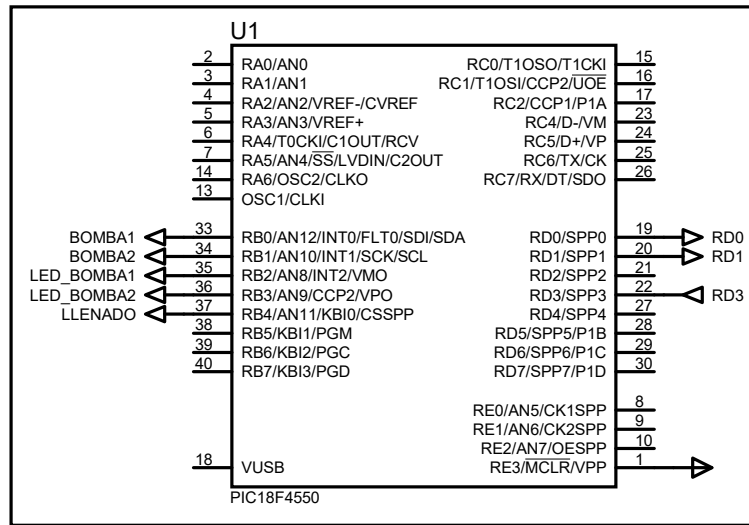 U1
2 RA0/AN0 RC0/T1OSO/T1CKI 15
3 RA1/AN1 RC1/T1OSI/CCP2/UOE 16
4 RA2/AN2/VREF-/CVREF RC2/CCP1/P1A 17
5 RA3/AN3/VREF+ RC4/D-/VM 23
6 RA4/T0CKI/C1OUT/RCV RC5/D+/VP 24
7 RA5/AN4/SS/LVDIN/C2OUT RC6/TX/CK 25
14 RA6/OSC2/CLKO RC7/RX/DT/SDO 26
13 OSC1/CLKI
BOMBA1 33 RB0/AN12/INT0/FLT0/SDI/SDA RD0/SPP0 19 RD0
BOMBA2 34 RB1/AN10/INT1/SCK/SCL RD1/SPP1 20 RD1
LED_BOMBA1 35 RB2/AN8/INT2/VMO RD2/SPP2 21
LED_BOMBA2 36 RB3/AN9/CCP2/VPO RD3/SPP3 22 RD3
LLENADO 37 RB4/AN11/KBI0/CSSPP RD4/SPP4 27
38 RB5/KBI1/PGM RD5/SPP5/P1B 28
39 RB6/KBI2/PGC RD6/SPP6/P1C 29
40 RB7/KBI3/PGD RD7/SPP7/P1D 30
RE0/AN5/CK1SPP 8
RE1/AN6/CK2SPP 9
RE2/AN7/OESPP 10
18 VUSB RE3/MCLR/VPP 1
PIC18F4550